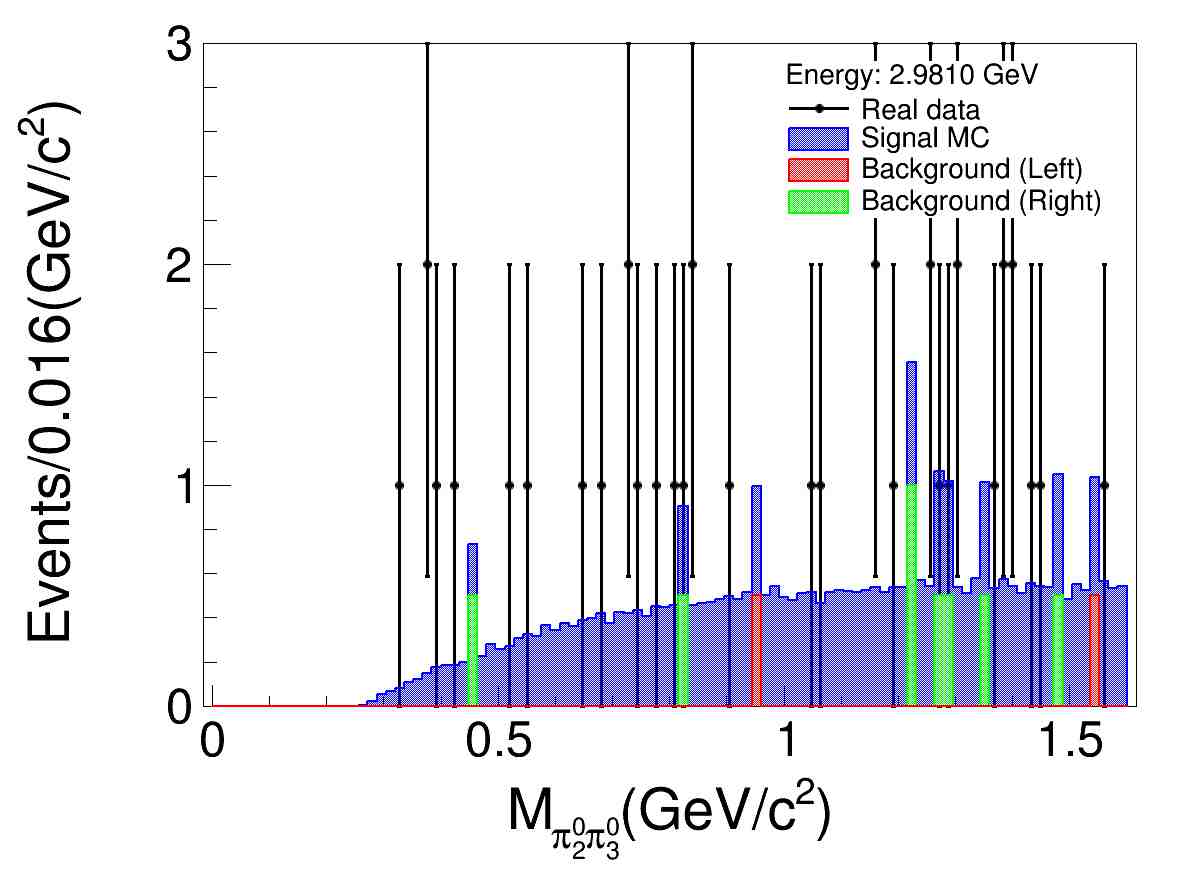 3
2
1
0
Events/0.016(GeV/c²)
Energy: 2.9810 GeV
Real data
Signal MC
Background (Left)
Background (Right)
0 0.5 1 1.5
M_{π⁰₂π⁰₃}(GeV/c²)